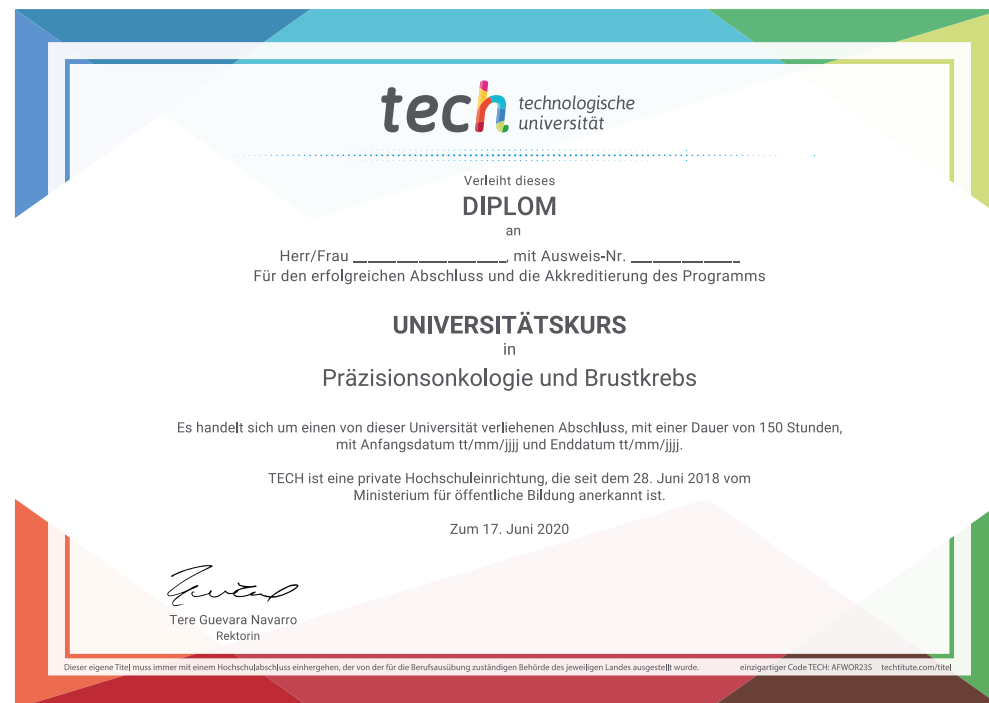 tech technologische
universität
Verleiht dieses
DIPLOM
an
Herr/Frau ____________________, mit Ausweis-Nr. _______________
Für den erfolgreichen Abschluss und die Akkreditierung des Programms
UNIVERSITÄTSKURS
in
Präzisionsonkologie und Brustkrebs
Es handelt sich um einen von dieser Universität verliehenen Abschluss, mit einer Dauer von 150 Stunden,
mit Anfangsdatum tt/mm/jjjj und Enddatum tt/mm/jjjj.
TECH ist eine private Hochschuleinrichtung, die seit dem 28. Juni 2018 vom
Ministerium für öffentliche Bildung anerkannt ist.
Zum 17. Juni 2020
Tere Guevara Navarro
Rektorin
Dieser eigene Titel muss immer mit einem Hochschulabschluss einhergehen, der von der für die Berufsausübung zuständigen Behörde des jeweiligen Landes ausgestellt wurde. einzigartiger Code TECH: AFWOR23S techtitute.com/titel